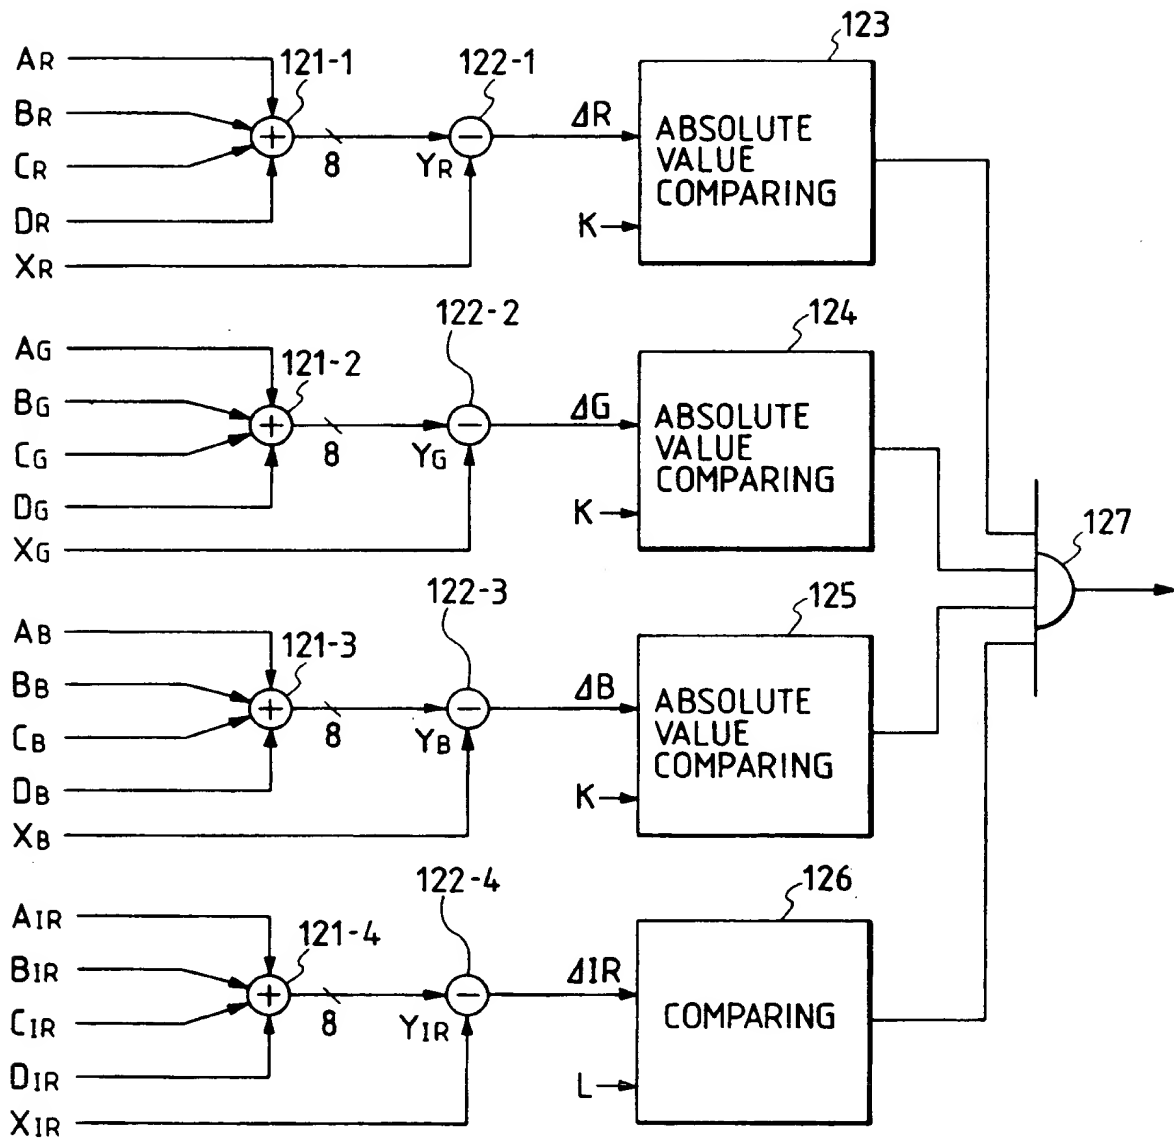 AR
BR
CR
DR
XR
121-1
8
YR
122-1
ΔR
K
ABSOLUTE
VALUE
COMPARING
123
AG
BG
CG
DG
XG
121-2
8
YG
122-2
ΔG
K
ABSOLUTE
VALUE
COMPARING
124
127
AB
BB
CB
DB
XB
121-3
8
YB
122-3
ΔB
K
ABSOLUTE
VALUE
COMPARING
125
AIR
BIR
CIR
DIR
XIR
121-4
8
YIR
122-4
ΔIR
L
COMPARING
126